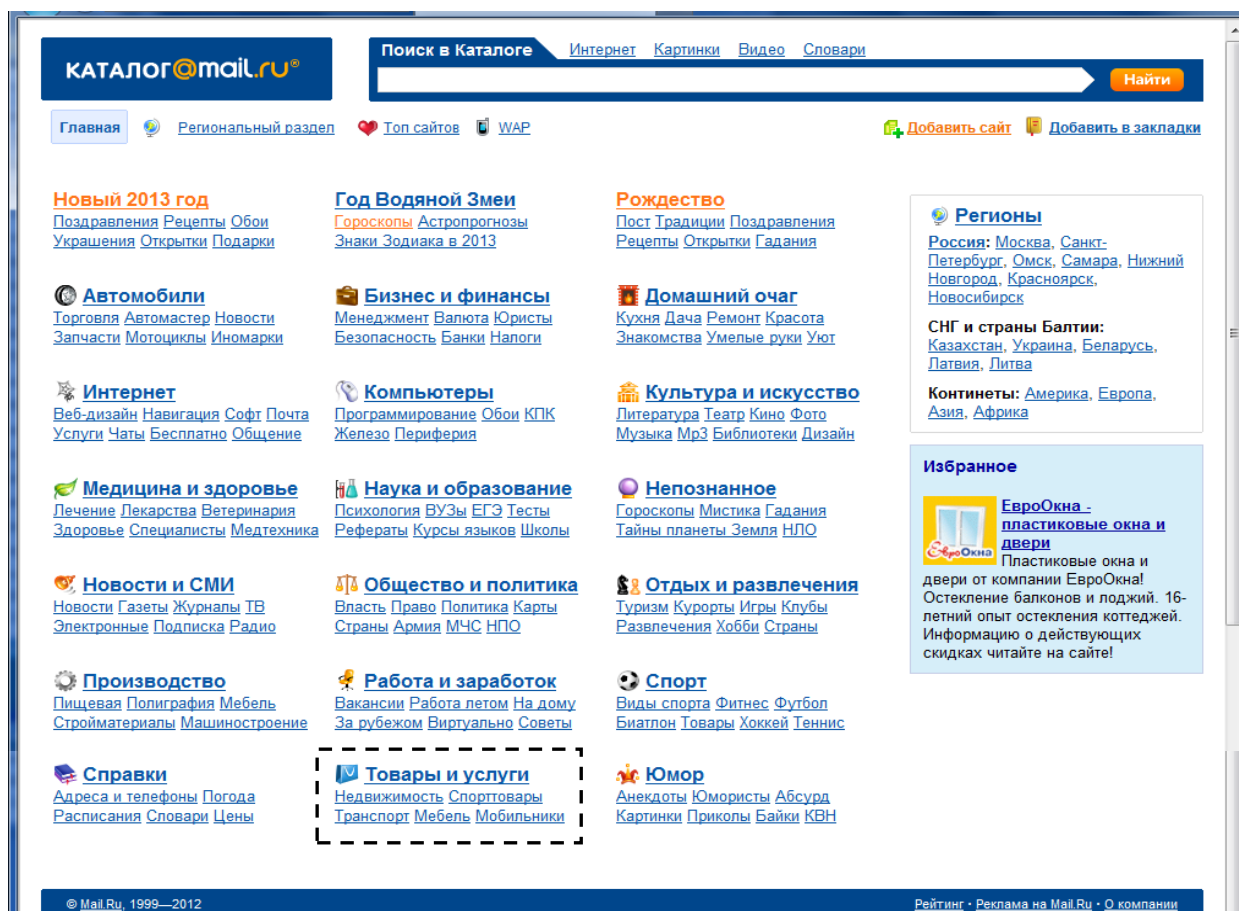 каталог@mail.ru®
Поиск в Каталоге Интернет Картинки Видео Словари
Найти
Главная Региональный раздел Топ сайтов WAP
Добавить сайт Добавить в закладки
Новый 2013 год
Поздравления Рецепты Обои
Украшения Открытки Подарки
Год Водяной Змеи
Гороскопы Астропрогнозы
Знаки Зодиака в 2013
Рождество
Пост Традиции Поздравления
Рецепты Открытки Гадания
Автомобили
Торговля Автомастер Новости
Запчасти Мотоциклы Иномарки
Бизнес и финансы
Менеджмент Валюта Юристы
Безопасность Банки Налоги
Домашний очаг
Кухня Дача Ремонт Красота
Знакомства Умелые руки Уют
Интернет
Веб-дизайн Навигация Софт Почта
Услуги Чаты Бесплатно Общение
Компьютеры
Программирование Обои КПК
Железо Периферия
Культура и искусство
Литература Театр Кино Фото
Музыка Mp3 Библиотеки Дизайн
Медицина и здоровье
Лечение Лекарства Ветеринария
Здоровье Специалисты Медтехника
Наука и образование
Психология ВУЗы ЕГЭ Тесты
Рефераты Курсы языков Школы
Непознанное
Гороскопы Мистика Гадания
Тайны планеты Земля НЛО
Новости и СМИ
Новости Газеты Журналы ТВ
Электронные Подписка Радио
Общество и политика
Власть Право Политика Карты
Страны Армия МЧС НПО
Отдых и развлечения
Туризм Курорты Игры Клубы
Развлечения Хобби Страны
Производство
Пищевая Полиграфия Мебель
Стройматериалы Машиностроение
Работа и заработок
Вакансии Работа летом На дому
За рубежом Виртуально Советы
Спорт
Виды спорта Фитнес Футбол
Биатлон Товары Хоккей Теннис
Справки
Адреса и телефоны Погода
Расписания Словари Цены
Товары и услуги
Недвижимость Спорттовары
Транспорт Мебель Мобильники
Юмор
Анекдоты Юмористы Абсурд
Картинки Приколы Байки КВН
Регионы
Россия: Москва, Санкт-
Петербург, Омск, Самара, Нижний
Новгород, Красноярск,
Новосибирск
СНГ и страны Балтии:
Казахстан, Украина, Беларусь,
Латвия, Литва
Континеты: Америка, Европа,
Азия, Африка
Избранное
ЕвроОкна
ЕвроОкна -
пластиковые окна и
двери
Пластиковые окна и
двери от компании ЕвроОкна!
Остекление балконов и лоджий. 16-
летний опыт остекления коттеджей.
Информацию о действующих
скидках читайте на сайте!
© Mail.Ru, 1999—2012
Рейтинг · Реклама на Mail.Ru · О компании